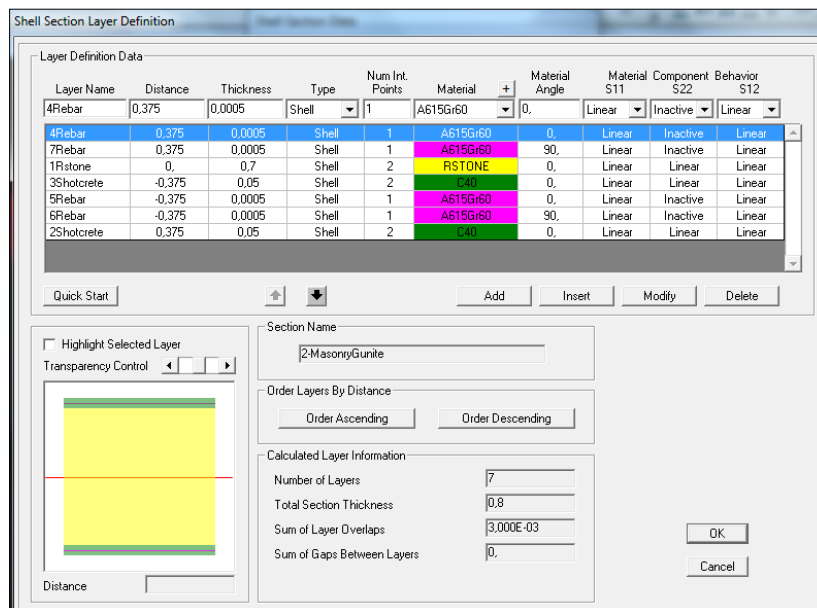 Shell Section Layer Definition
Layer Definition Data
Num Int. Material Material Component Behavior
Layer Name Distance Thickness Type Points Material + Angle S11 S22 S12
4Rebar 0,375 0,0005 Shell 1 A615Gr60 0, Linear Inactive Linear
4Rebar 0,375 0,0005 Shell 1 A615Gr60 0, Linear Inactive Linear
7Rebar 0,375 0,0005 Shell 1 A615Gr60 90, Linear Inactive Linear
1Rstone 0, 0,7 Shell 2 RSTONE 0, Linear Linear Linear
3Shotcrete -0,375 0,05 Shell 2 C40 0, Linear Linear Linear
5Rebar -0,375 0,0005 Shell 1 A615Gr60 0, Linear Inactive Linear
6Rebar -0,375 0,0005 Shell 1 A615Gr60 90, Linear Inactive Linear
2Shotcrete 0,375 0,05 Shell 2 C40 0, Linear Linear Linear
Quick Start Add Insert Modify Delete
Highlight Selected Layer
Transparency Control
Distance
Section Name
2-MasonryGunite
Order Layers By Distance
Order Ascending Order Descending
Calculated Layer Information
Number of Layers 7
Total Section Thickness 0,8
Sum of Layer Overlaps 3,000E-03
Sum of Gaps Between Layers 0,
OK
Cancel